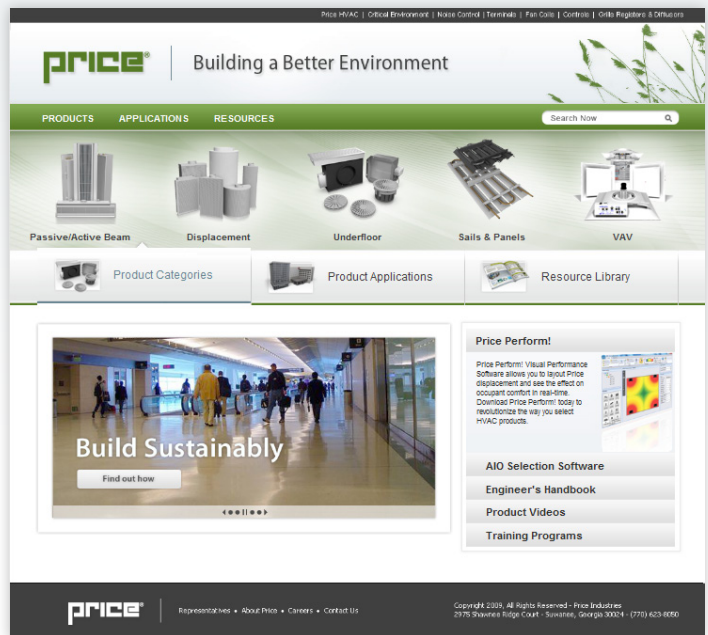 Price HVAC | Critical Environment | Noise Control | Terminals | Fan Coils | Controls | Grille Registers & Diffusers
price®
Building a Better Environment
PRODUCTS APPLICATIONS RESOURCES
Search Now
Passive/Active Beam Displacement Underfloor Sails & Panels VAV
Product Categories Product Applications Resource Library
Build Sustainably
Find out how
Price Perform!
Price Perform! Visual Performance
Software allows you to layout Price
displacement and see the effect on
occupant comfort in real-time.
Download Price Perform! today to
revolutionize the way you select
HVAC products.
AIO Selection Software
Engineer's Handbook
Product Videos
Training Programs
price
Representatives • About Price • Careers • Contact Us
Copyright 2009, All Rights Reserved - Price Industries
2975 Shawnee Ridge Court - Suwanee, Georgia 30024 - (770) 623-8050